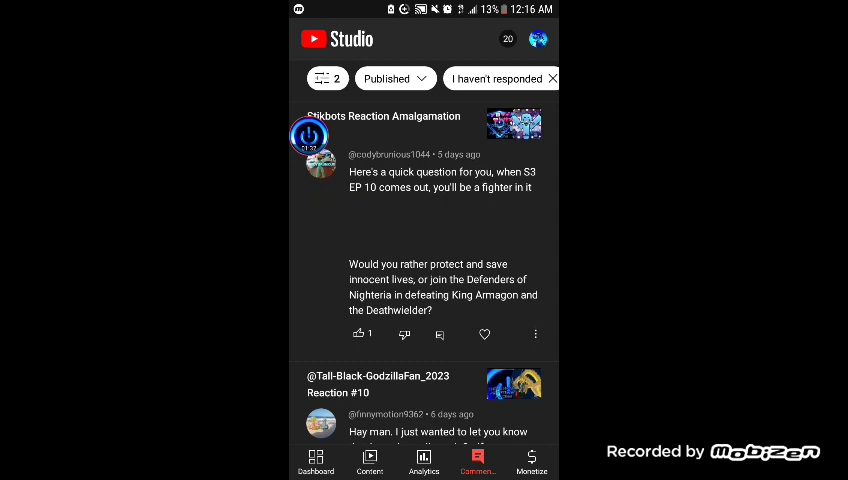 13% 12:16 AM
Studio
20
2
Published
I haven't responded
Stikbots Reaction Amalgamation
01:32
@codybrunious1044 • 5 days ago
Here's a quick question for you, when S3
EP 10 comes out, you'll be a fighter in it
Would you rather protect and save
innocent lives, or join the Defenders of
Nighteria in defeating King Armagon and
the Deathwielder?
1
@Tall-Black-GodzillaFan_2023
Reaction #10
@finnymotion9362 • 6 days ago
Hay man. I just wanted to let you know
Dashboard
Content
Analytics
Commen...
Monetize
Recorded by Mobizen